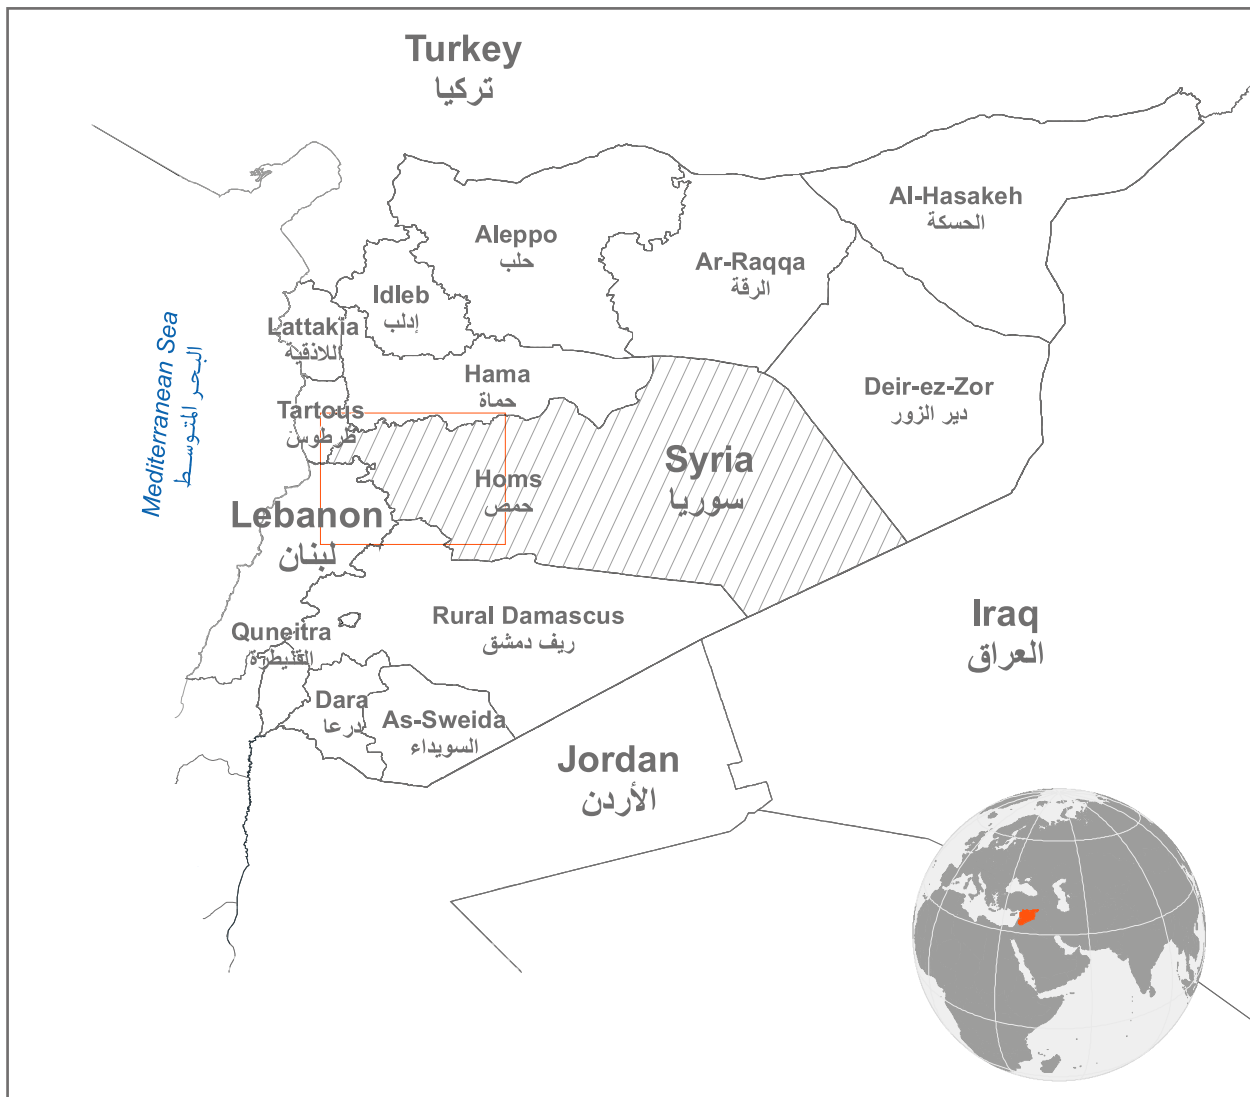 Turkey
تركيا
Al-Hasakeh
الحسكة
Aleppo
حلب
Ar-Raqqa
الرقة
Idleb
إدلب
Lattakia
اللاذقية
Mediterranean Sea
البحر المتوسط
Hama
حماة
Deir-ez-Zor
دير الزور
Tartous
طرطوس
Syria
سوريا
Homs
حمص
Lebanon
لبنان
Iraq
العراق
Rural Damascus
ريف دمشق
Quneitra
القنيطرة
Dara
درعا
As-Sweida
السويداء
Jordan
الأردن